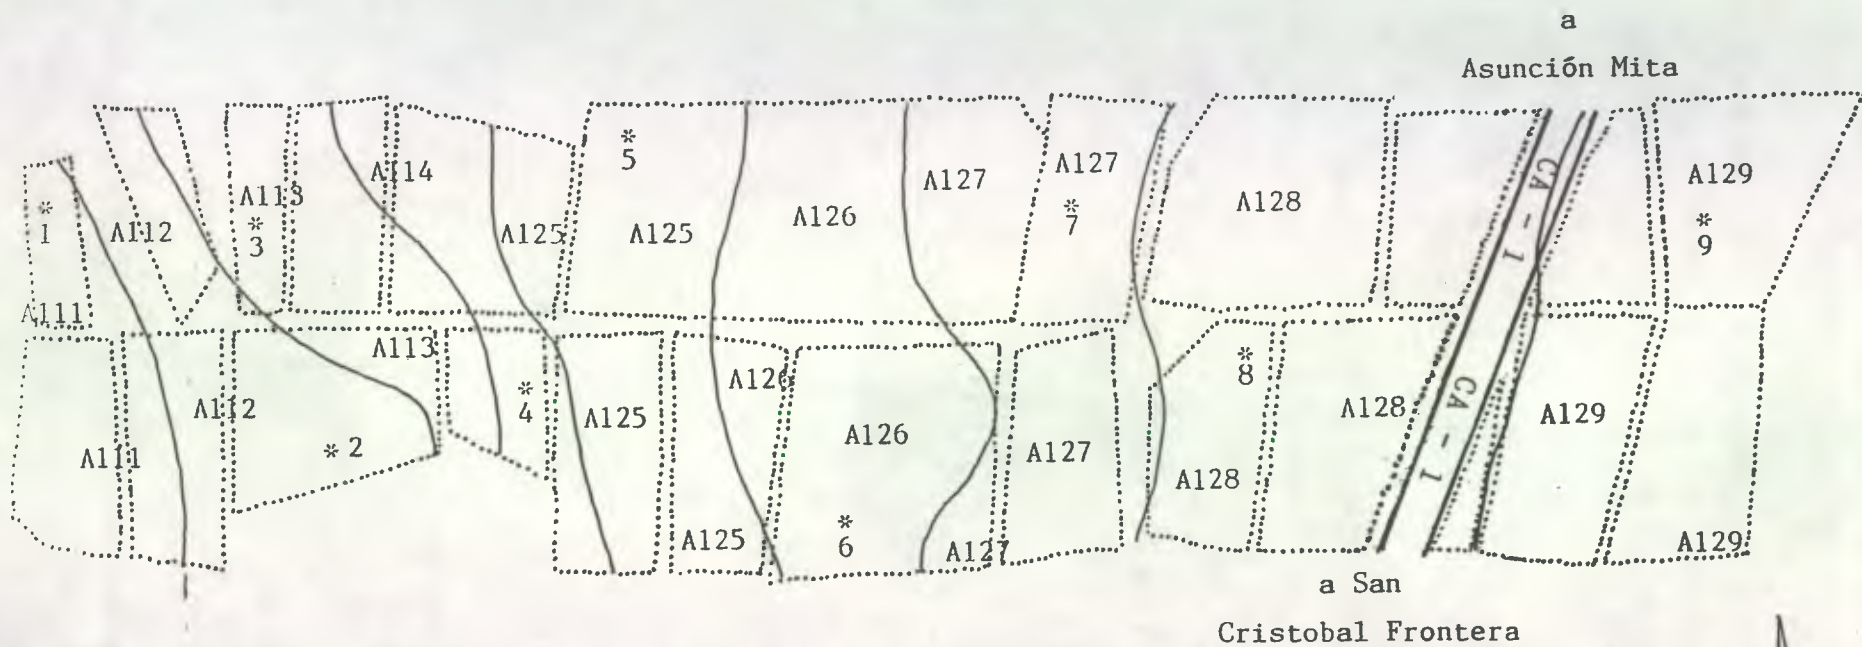 a
Asunción Mita
* 1
A111
A112
A113
* 3
A114
A125
* 5
A125
A126
A127
A127
* 7
A128
CA - 1
A129
* 9
A111
A112
* 2
A113
* 4
A125
A126
A125
A126
* 6
A127
A127
* 8
A128
A128
CA - 1
A129
A129
a San
Cristobal Frontera